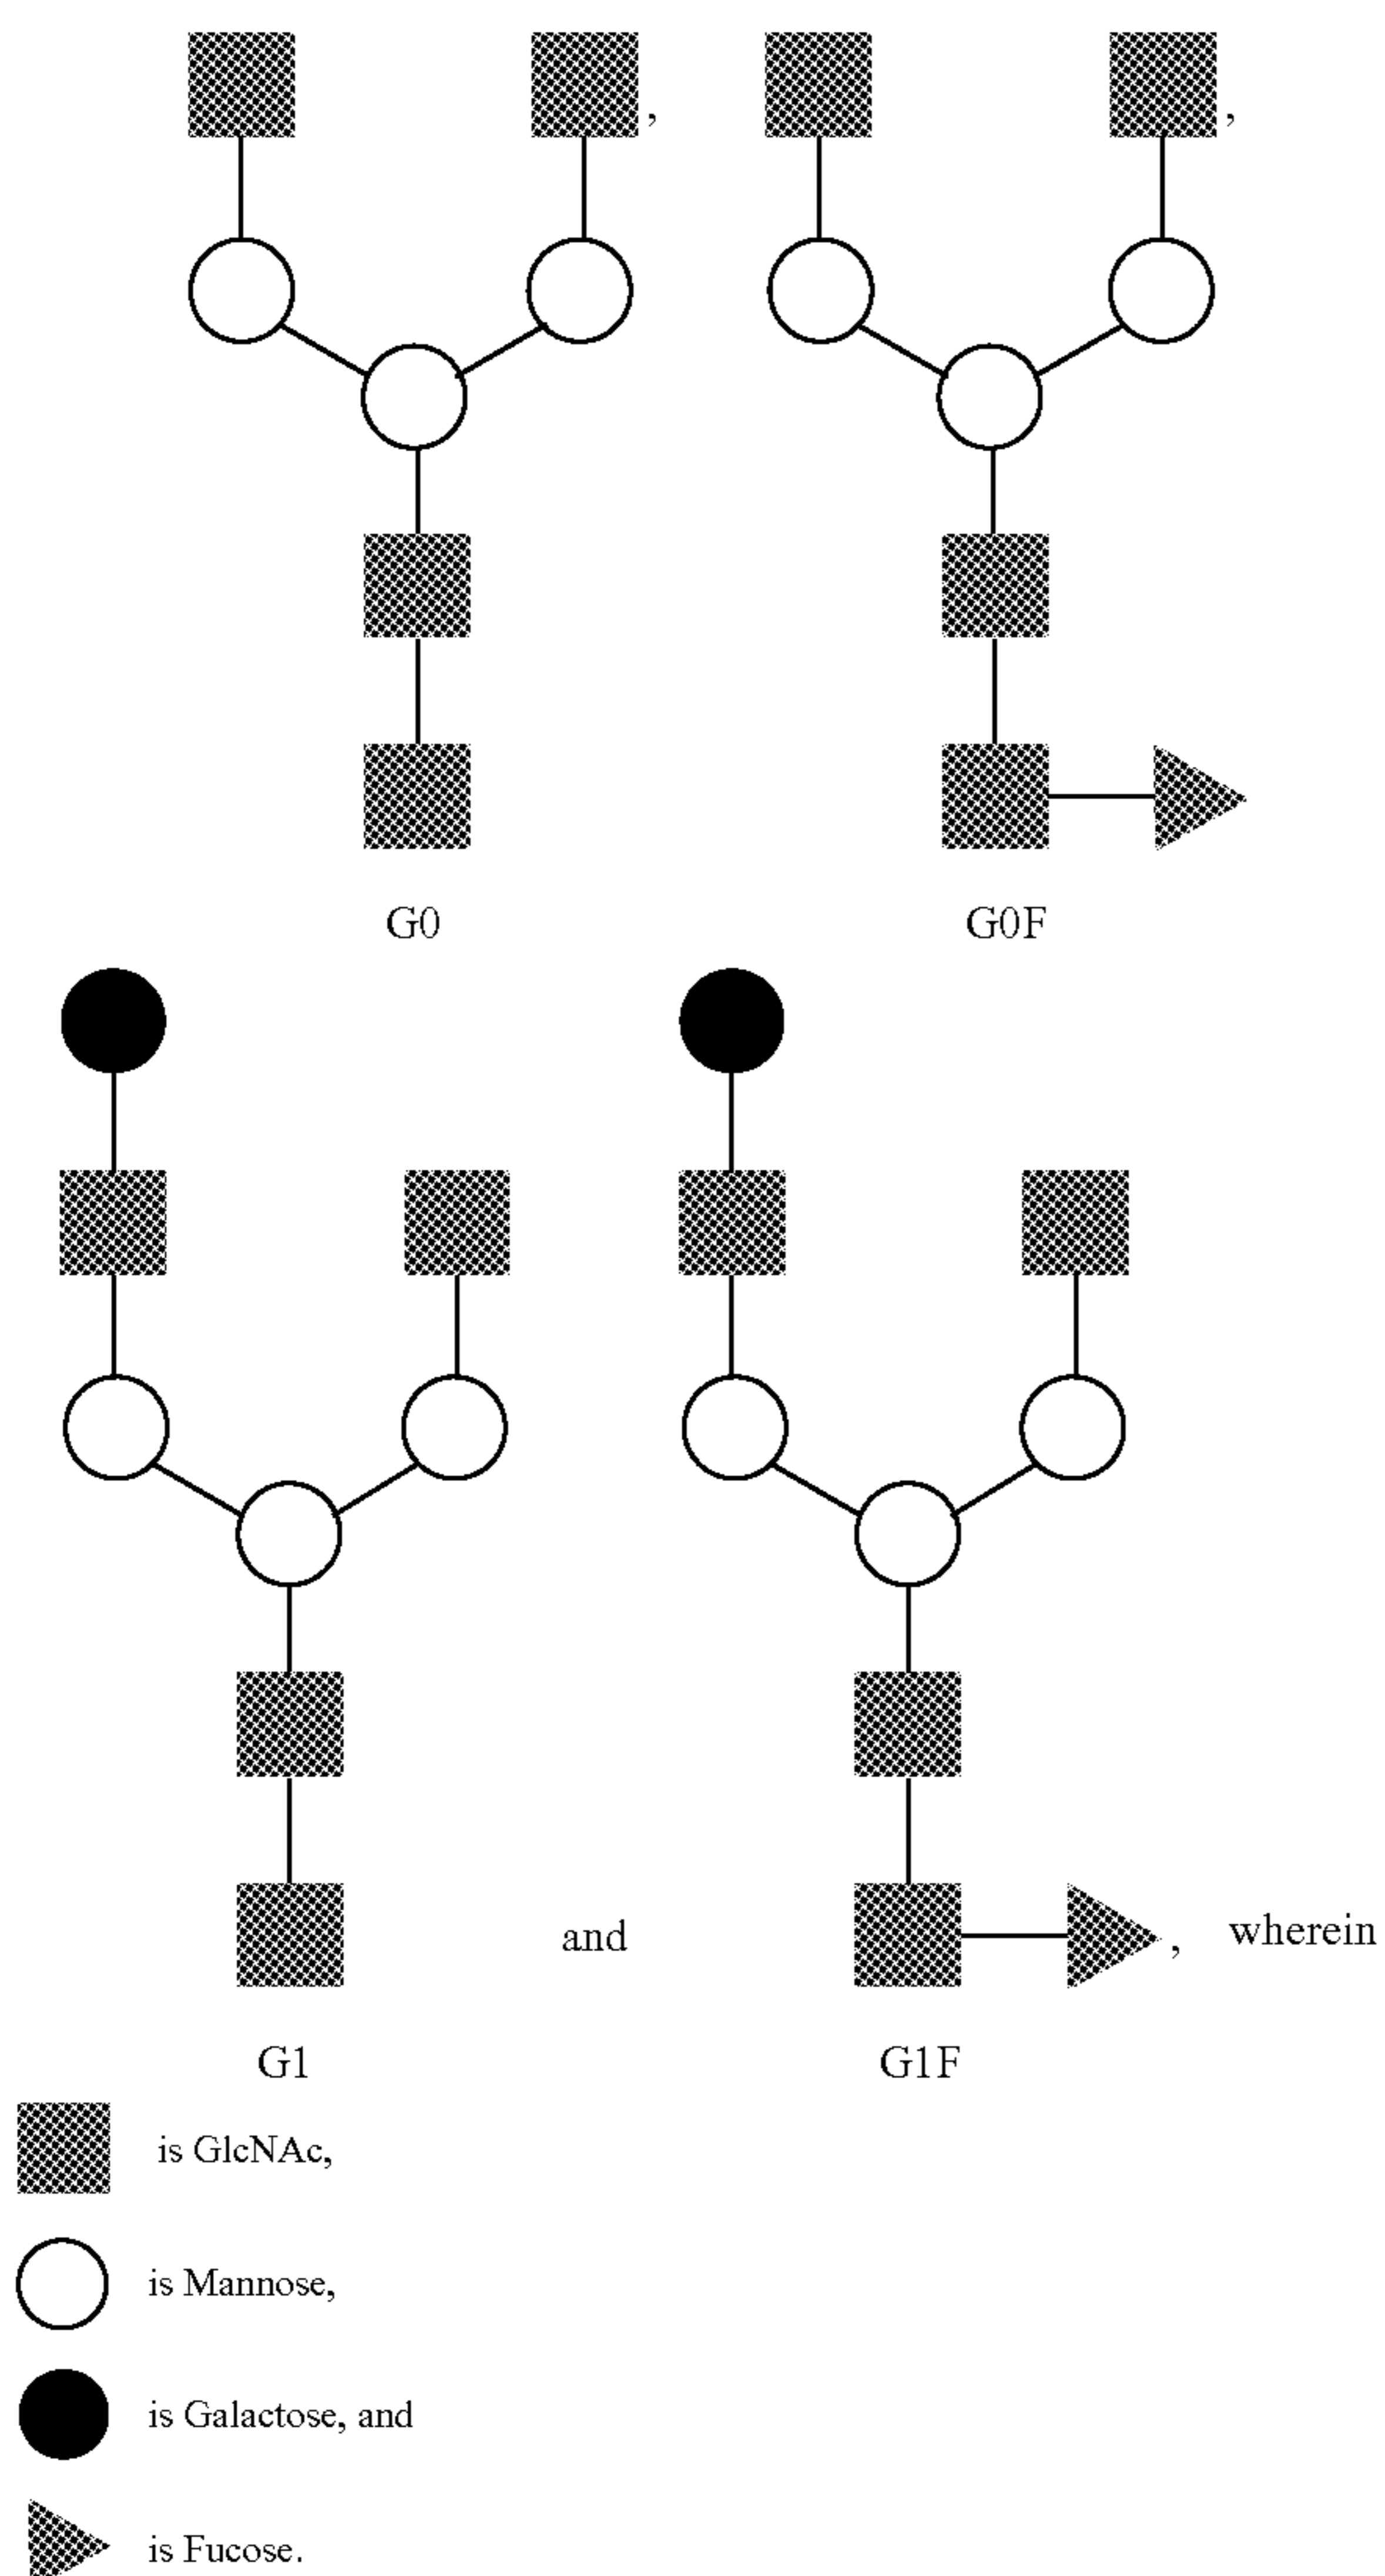 , ,
G0 G0F
and , wherein
G1 G1F
is GlcNAc,
is Mannose,
is Galactose, and
is Fucose.